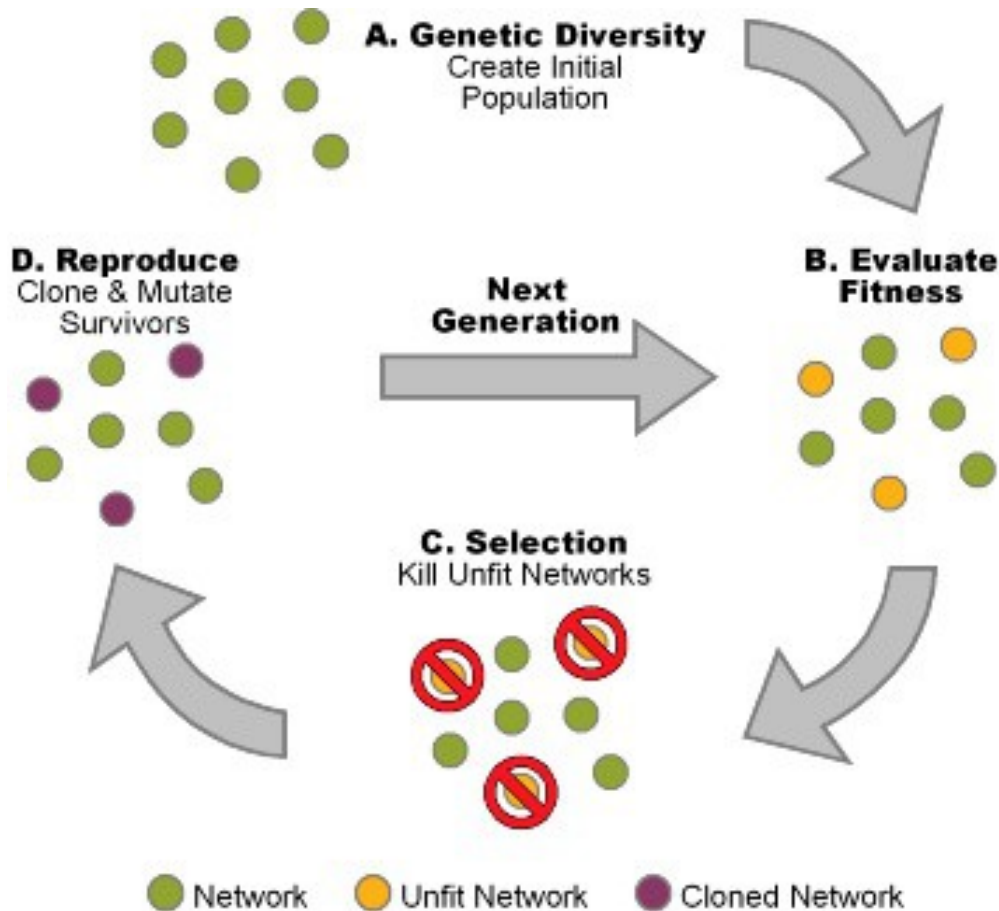 A. Genetic Diversity
Create Initial
Population
D. Reproduce
Clone & Mutate
Survivors
Next
Generation
B. Evaluate
Fitness
C. Selection
Kill Unfit Networks
Network
Unfit Network
Cloned Network